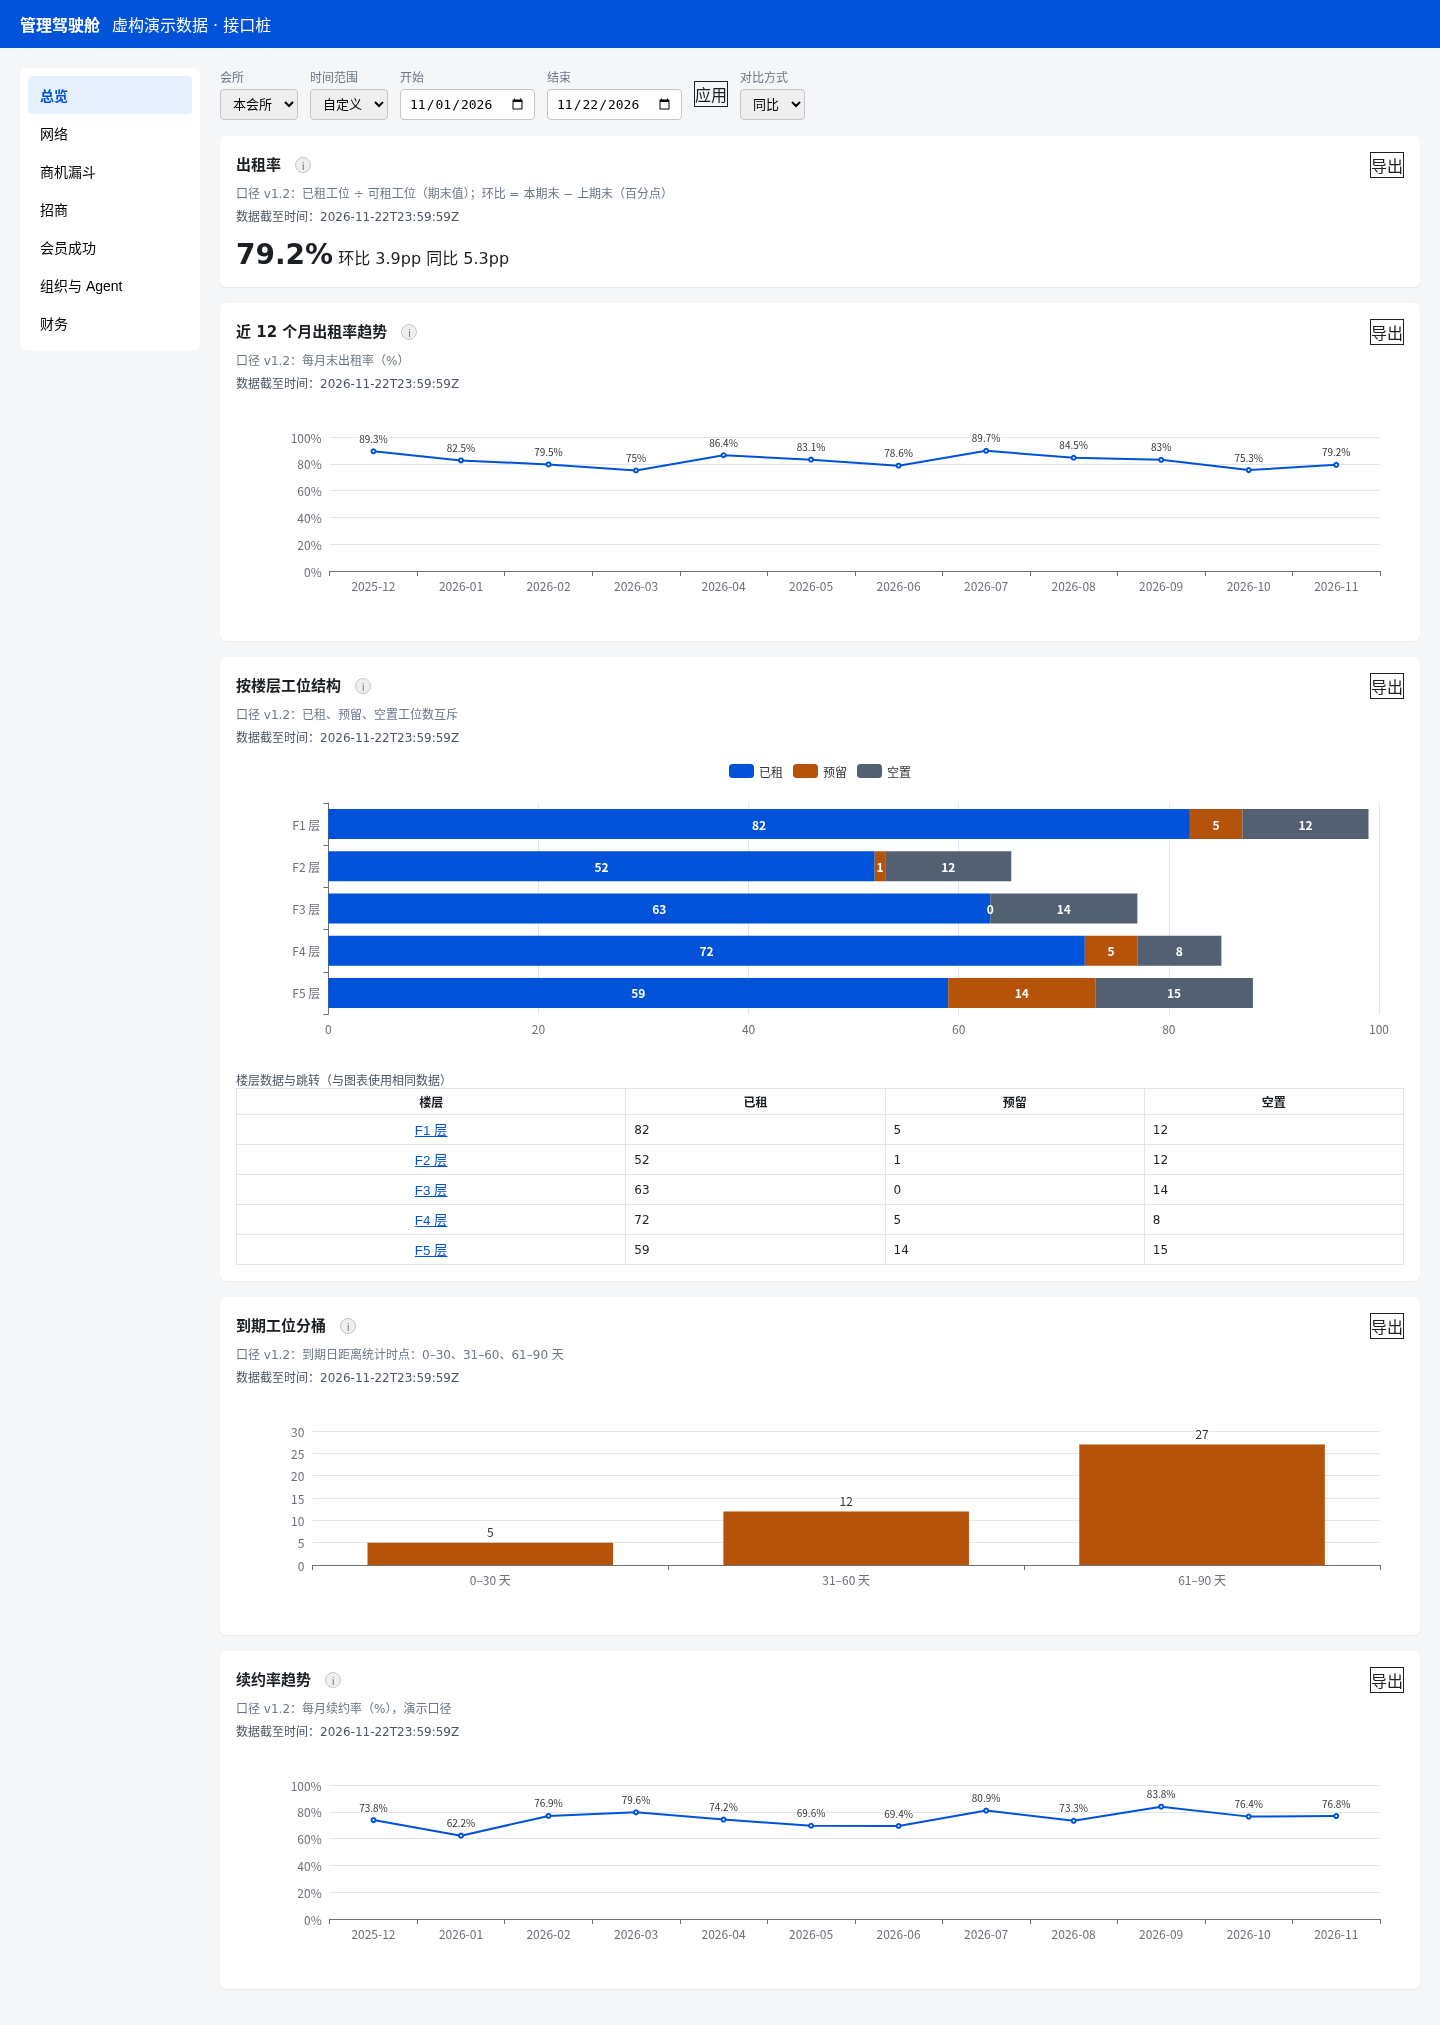 管理驾驶舱 虚构演示数据 · 接口桩
总览
网络
商机漏斗
招商
会员成功
组织与 Agent
财务
会所 时间范围 开始 结束 对比方式
本会所 自定义 11/01/2026 11/22/2026 应用 同比
出租率 i 导出
口径 v1.2：已租工位 ÷ 可租工位（期末值）；环比 = 本期末 − 上期末（百分点）
数据截至时间：2026-11-22T23:59:59Z
79.2% 环比 3.9pp 同比 5.3pp
近 12 个月出租率趋势 i 导出
口径 v1.2：每月末出租率（%）
数据截至时间：2026-11-22T23:59:59Z
100%
80%
60%
40%
20%
0%
89.3% 82.5% 79.5% 75% 86.4% 83.1% 78.6% 89.7% 84.5% 83% 75.3% 79.2%
2025-12 2026-01 2026-02 2026-03 2026-04 2026-05 2026-06 2026-07 2026-08 2026-09 2026-10 2026-11
按楼层工位结构 i 导出
口径 v1.2：已租、预留、空置工位数互斥
数据截至时间：2026-11-22T23:59:59Z
已租 预留 空置
F1 层 82 5 12
F2 层 52 1 12
F3 层 63 0 14
F4 层 72 5 8
F5 层 59 14 15
0 20 40 60 80 100
楼层数据与跳转（与图表使用相同数据）
楼层 已租 预留 空置
F1 层 82 5 12
F2 层 52 1 12
F3 层 63 0 14
F4 层 72 5 8
F5 层 59 14 15
到期工位分桶 i 导出
口径 v1.2：到期日距离统计时点：0–30、31–60、61–90 天
数据截至时间：2026-11-22T23:59:59Z
30
25
20
15
10
5
0
5 12 27
0–30 天 31–60 天 61–90 天
续约率趋势 i 导出
口径 v1.2：每月续约率（%），演示口径
数据截至时间：2026-11-22T23:59:59Z
100%
80%
60%
40%
20%
0%
73.8% 62.2% 76.9% 79.6% 74.2% 69.6% 69.4% 80.9% 73.3% 83.8% 76.4% 76.8%
2025-12 2026-01 2026-02 2026-03 2026-04 2026-05 2026-06 2026-07 2026-08 2026-09 2026-10 2026-11